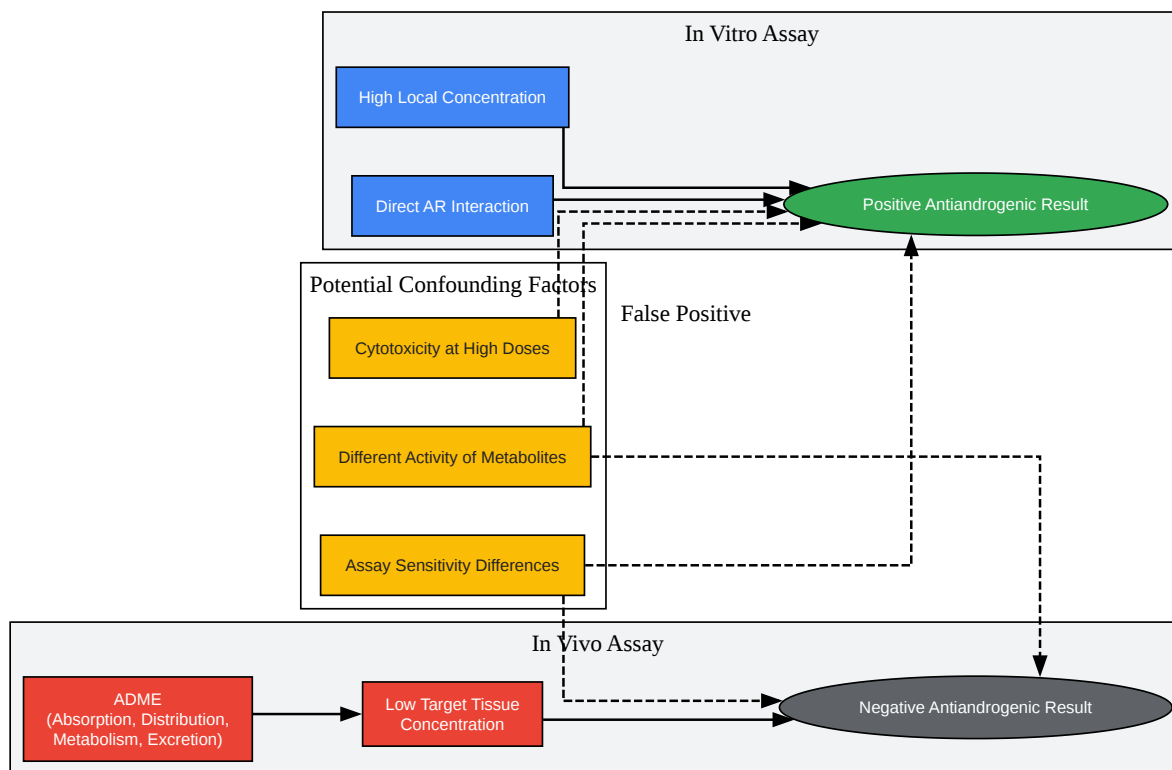 In Vitro Assay
High Local Concentration
Direct AR Interaction
Positive Antiandrogenic Result
Potential Confounding Factors
False Positive
Cytotoxicity at High Doses
Different Activity of Metabolites
Assay Sensitivity Differences
In Vivo Assay
ADME
(Absorption, Distribution,
Metabolism, Excretion)
Low Target Tissue
Concentration
Negative Antiandrogenic Result